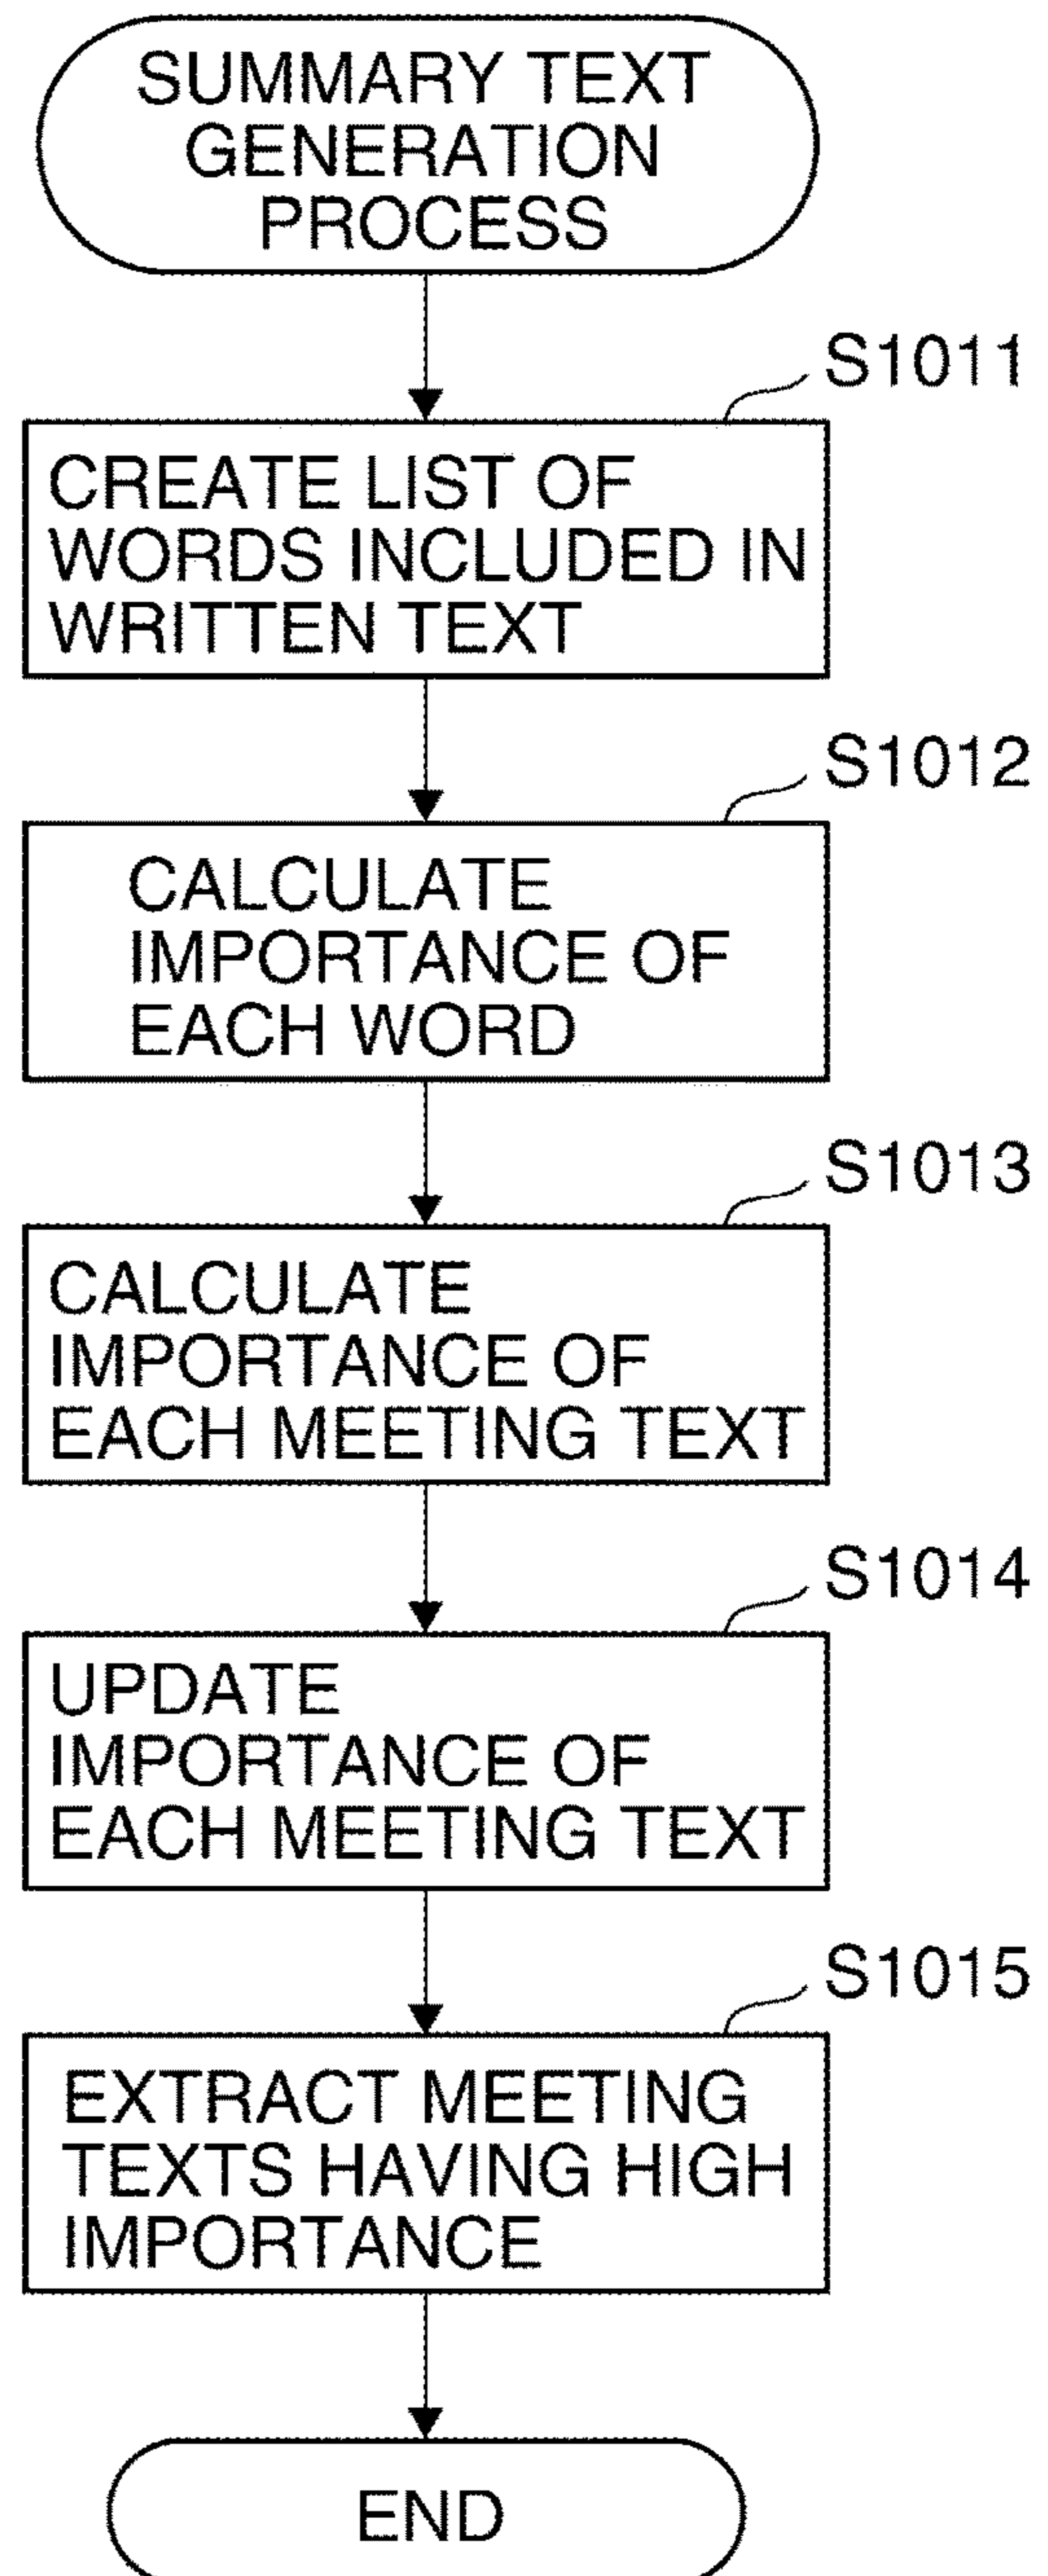 SUMMARY TEXT
GENERATION
PROCESS
S1011
CREATE LIST OF
WORDS INCLUDED IN
WRITTEN TEXT
S1012
CALCULATE
IMPORTANCE OF
EACH WORD
S1013
CALCULATE
IMPORTANCE OF
EACH MEETING TEXT
S1014
UPDATE
IMPORTANCE OF
EACH MEETING TEXT
S1015
EXTRACT MEETING
TEXTS HAVING HIGH
IMPORTANCE
END